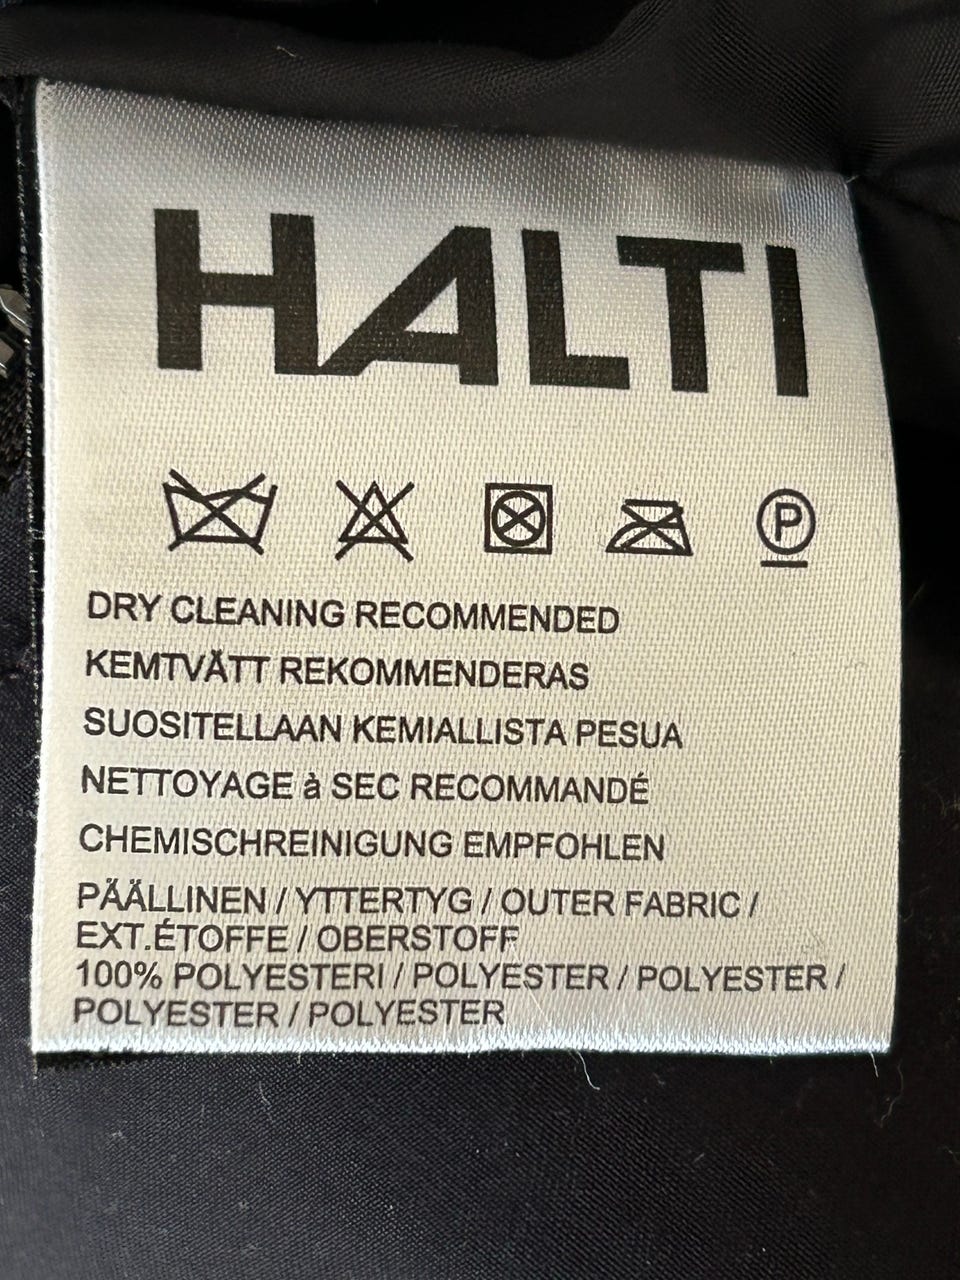 HALTI
P
DRY CLEANING RECOMMENDED
KEMTVÄTT REKOMMENDERAS
SUOSITELLAAN KEMIALLISTA PESUA
NETTOYAGE à SEC RECOMMANDÉ
CHEMISCHREINIGUNG EMPFOHLEN
PÄÄLLINEN / YTTERTYG / OUTER FABRIC /
EXT.ÉTOFFE / OBERSTOFF
100% POLYESTERI / POLYESTER / POLYESTER /
POLYESTER / POLYESTER